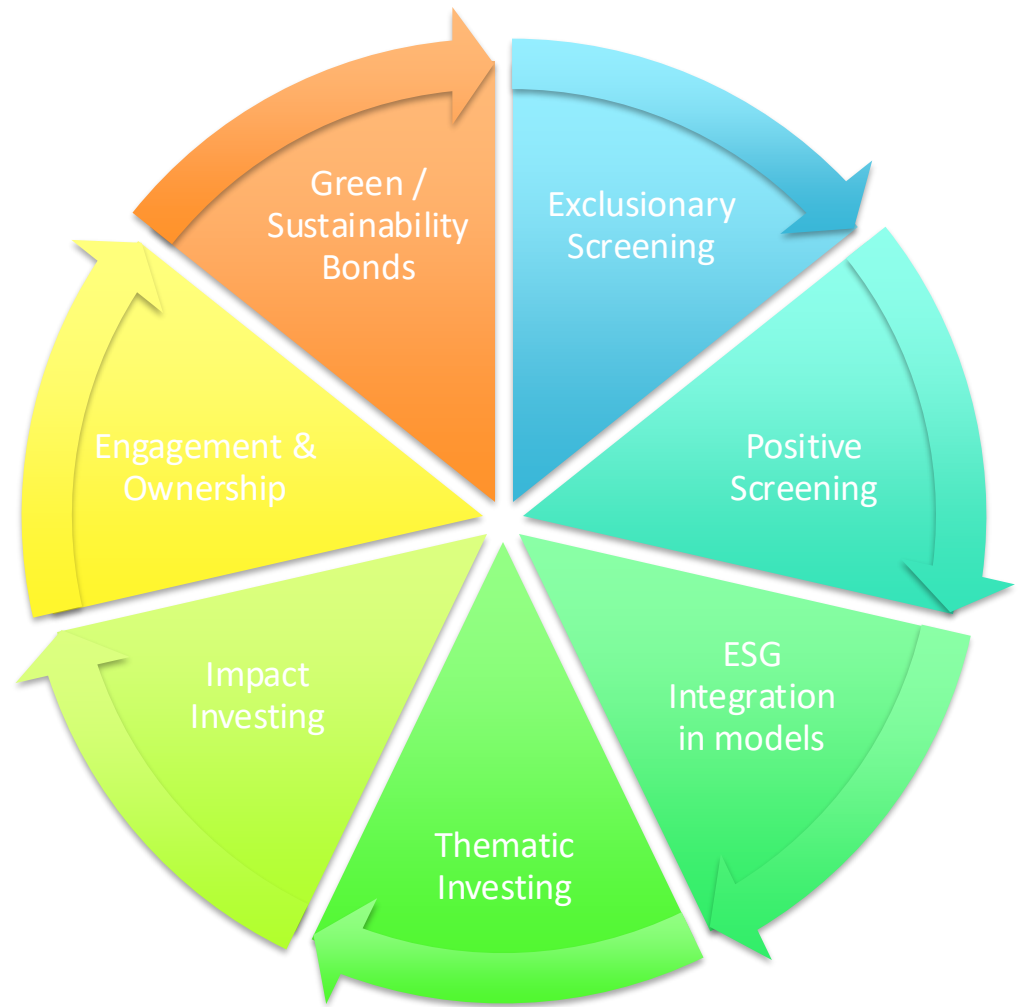 Exclusionary
Screening
Positive
Screening
ESG
Integration
in models
Thematic
Investing
Impact
Investing
Engagement &
Ownership
Green /
Sustainability
Bonds